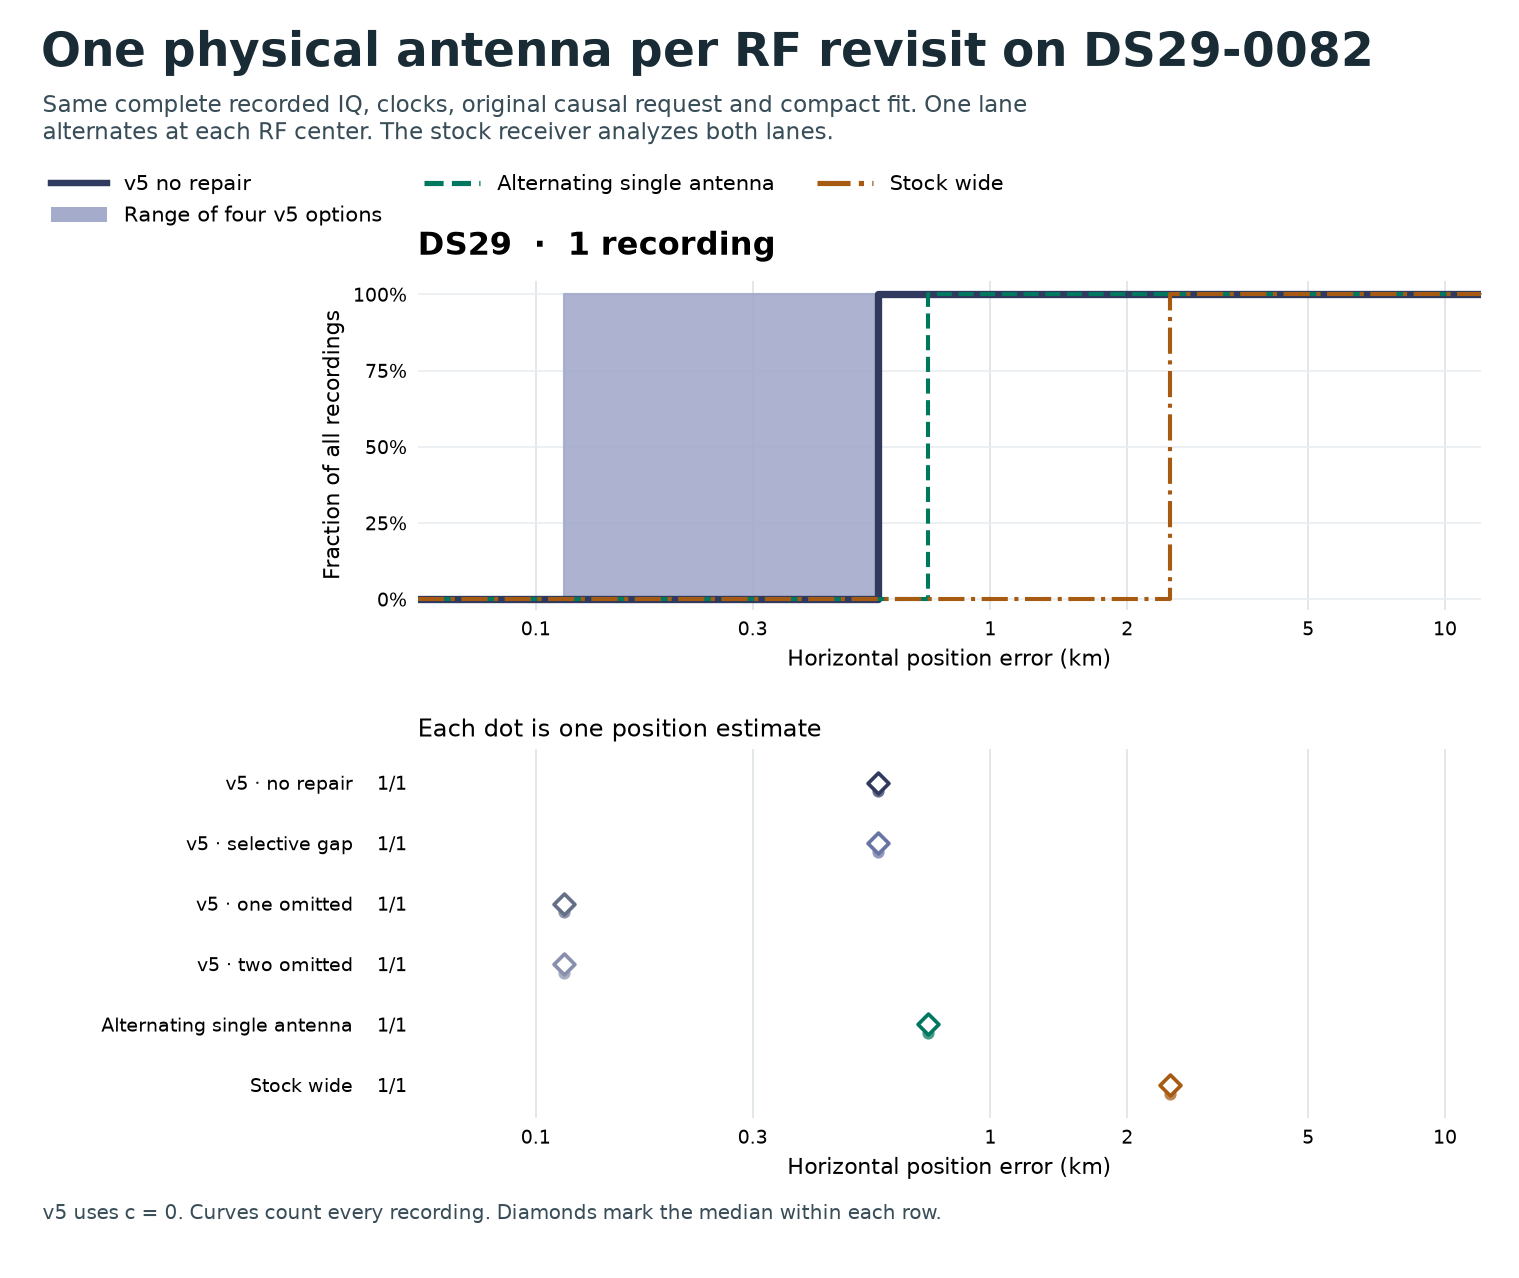 One physical antenna per RF revisit on DS29-0082
Same complete recorded IQ, clocks, original causal request and compact fit. One lane
alternates at each RF center. The stock receiver analyzes both lanes.
v5 no repair
Alternating single antenna
Stock wide
Range of four v5 options
DS29 · 1 recording
Fraction of all recordings
100%
75%
50%
25%
0%
0.1
0.3
1
2
5
10
Horizontal position error (km)
Each dot is one position estimate
v5 · no repair 1/1
v5 · selective gap 1/1
v5 · one omitted 1/1
v5 · two omitted 1/1
Alternating single antenna 1/1
Stock wide 1/1
0.1
0.3
1
2
5
10
Horizontal position error (km)
v5 uses c = 0. Curves count every recording. Diamonds mark the median within each row.